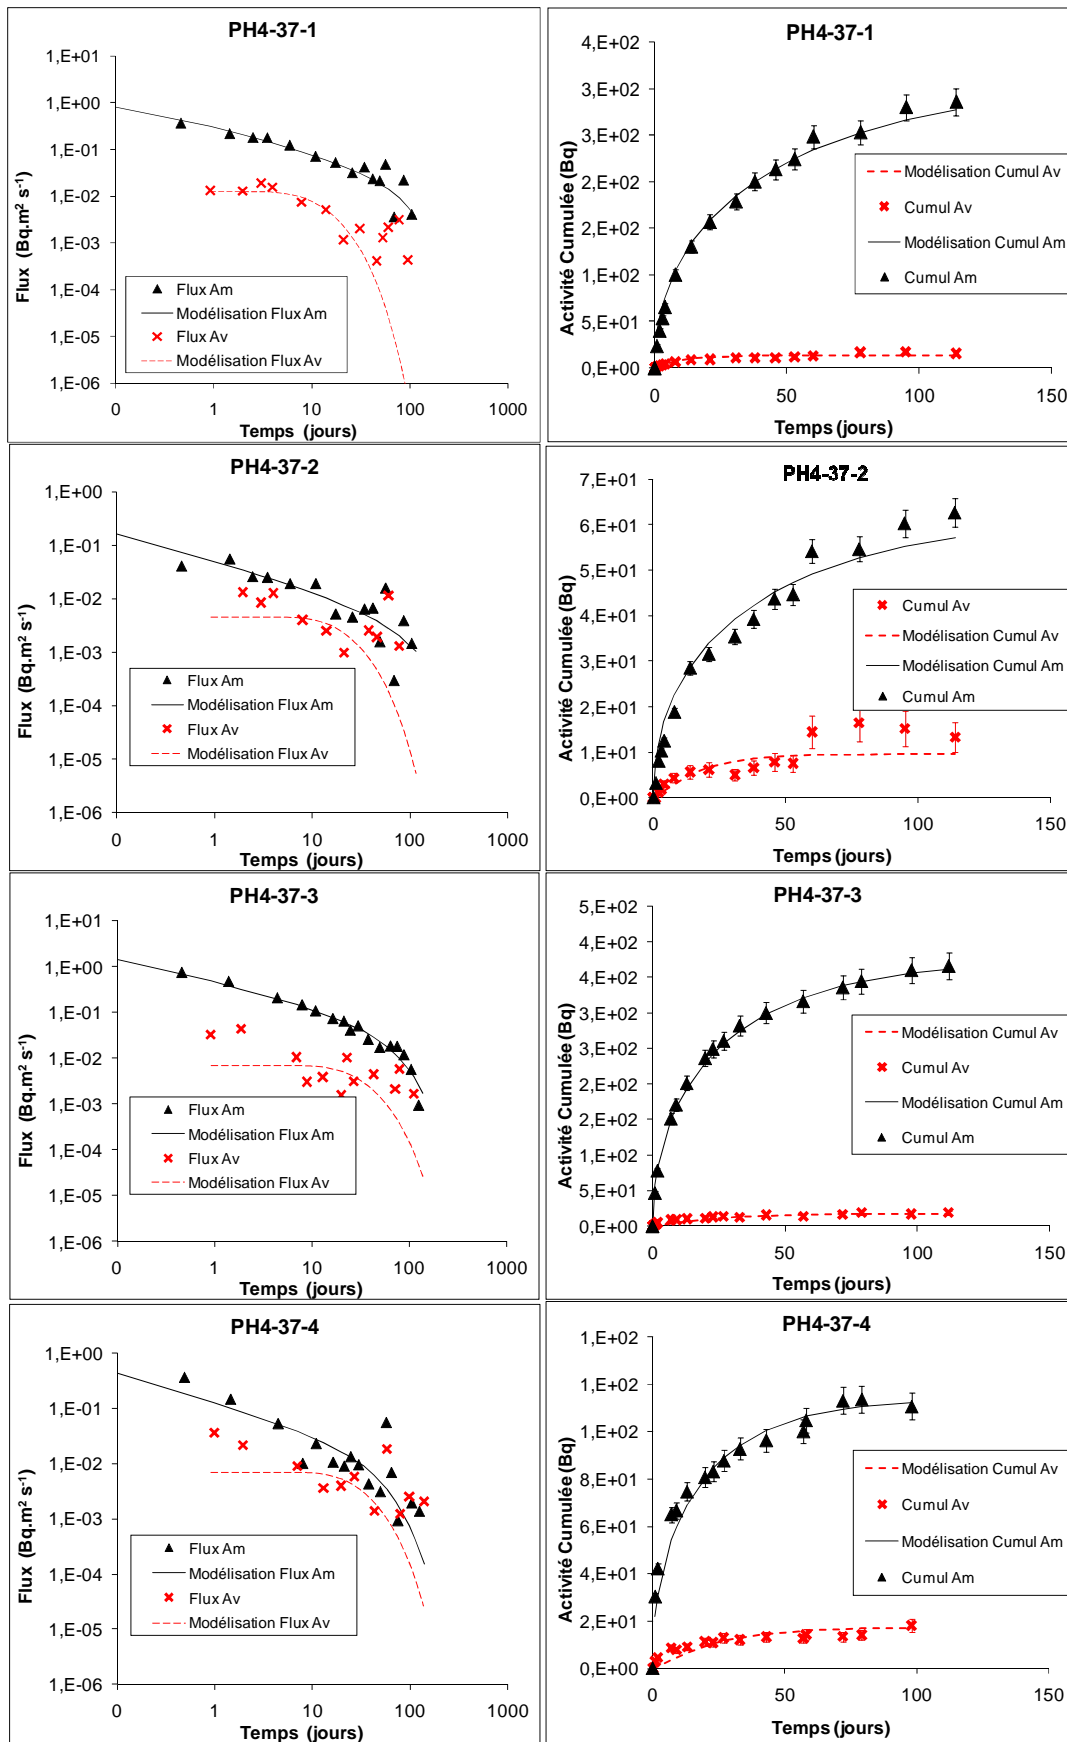 PH4-37-1
1,E+01
1,E+00
1,E-01
1,E-02
1,E-03
1,E-04
1,E-05
1,E-06
Flux (Bq.m² s⁻¹)
Flux Am
Modélisation Flux Am
Flux Av
Modélisation Flux Av
0 1 10 100 1000
Temps (jours)
PH4-37-1
4,E+02
4,E+02
3,E+02
3,E+02
2,E+02
2,E+02
1,E+02
5,E+01
0,E+00
Activité Cumulée (Bq)
Modélisation Cumul Av
Cumul Av
Modélisation Cumul Am
Cumul Am
0 50 100 150
Temps (jours)
PH4-37-2
1,E+00
1,E-01
1,E-02
1,E-03
1,E-04
1,E-05
1,E-06
Flux (Bq.m² s⁻¹)
Flux Am
Modélisation Flux Am
Flux Av
Modélisation Flux Av
0 1 10 100 1000
Temps (jours)
PH4-37-2
7,E+01
6,E+01
5,E+01
4,E+01
3,E+01
2,E+01
1,E+01
0,E+00
Activité Cumulée (Bq)
Cumul Av
Modélisation Cumul Av
Modélisation Cumul Am
Cumul Am
0 50 100 150
Temps (jours)
PH4-37-3
1,E+01
1,E+00
1,E-01
1,E-02
1,E-03
1,E-04
1,E-05
1,E-06
Flux (Bq.m² s⁻¹)
Flux Am
Modélisation Flux Am
Flux Av
Modélisation Flux Av
0 1 10 100 1000
Temps (jours)
PH4-37-3
5,E+02
4,E+02
4,E+02
3,E+02
3,E+02
2,E+02
2,E+02
1,E+02
5,E+01
0,E+00
Activité Cumulée (Bq)
Modélisation Cumul Av
Cumul Av
Modélisation Cumul Am
Cumul Am
0 50 100 150
Temps (jours)
PH4-37-4
1,E+00
1,E-01
1,E-02
1,E-03
1,E-04
1,E-05
1,E-06
Flux (Bq.m² s⁻¹)
Flux Am
Modélisation Flux Am
Flux Av
Modélisation Flux Av
0 1 10 100 1000
Temps (jours)
PH4-37-4
1,E+02
1,E+02
1,E+02
8,E+01
6,E+01
4,E+01
2,E+01
0,E+00
Activité Cumulée (Bq)
Modélisation Cumul Av
Cumul Av
Modélisation Cumul Am
Cumul Am
0 50 100 150
Temps (jours)